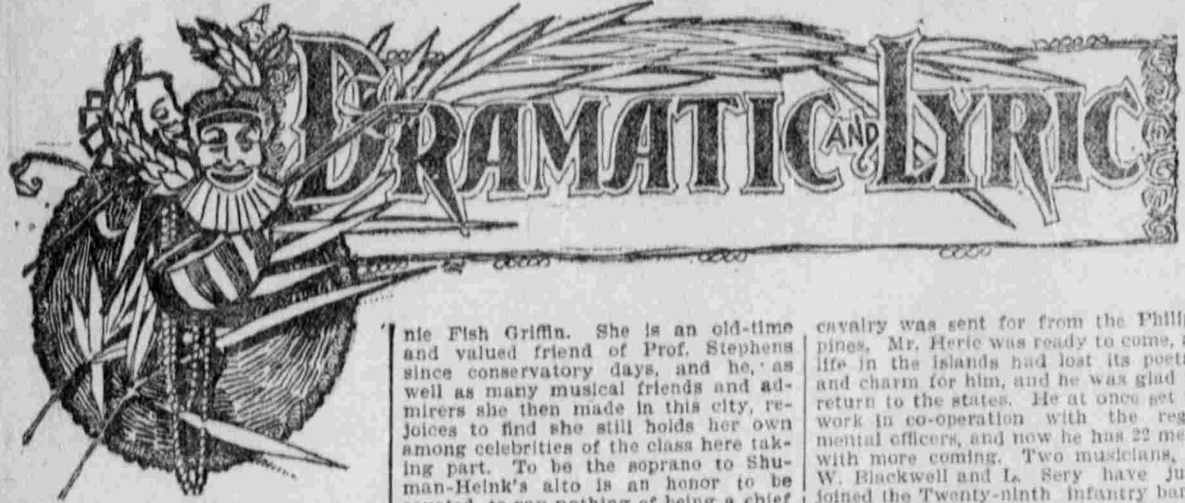 DRAMATIC AND LYRIC
nie Fish Griffin. She is an old-time
and valued friend of Prof. Stephens
since conservatory days, and he, as
well as many musical friends and ad-
mirers she then made in this city, re-
joices to find she still holds her own
among celebrities of the class here tak-
ing part. To be the soprano to Shu-
man-Heink's alto is an honor to be
to say nothing of being a chief
cavalry was sent for from the Philip
pines, Mr. Herle was ready to come,
life in the islands had lost its poet
and charm for him, and he was glad
return to the states. He at once set
work in co-operation with the reg
mental officers, and now he has 22 me
with more coming. Two musicians,
W. Blackwell and L. Sery have ju
joined the Twenty-ninth infantry ba